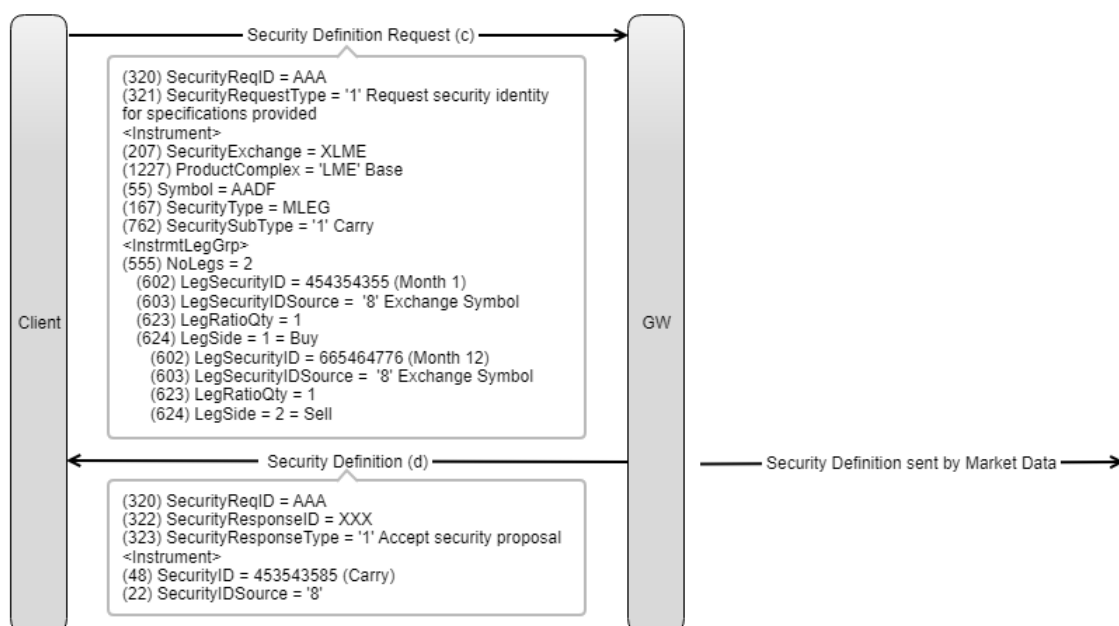 Security Definition Request (c)
(320) SecurityReqID = AAA
(321) SecurityRequestType = '1' Request security identity
for specifications provided
<Instrument>
(207) SecurityExchange = XLME
(1227) ProductComplex = 'LME' Base
(55) Symbol = AADF
(167) SecurityType = MLEG
(762) SecuritySubType = '1' Carry
<InstrmtLegGrp>
(555) NoLegs = 2
(602) LegSecurityID = 454354355 (Month 1)
(603) LegSecurityIDSource =  '8' Exchange Symbol
(623) LegRatioQty = 1
(624) LegSide = 1 = Buy
(602) LegSecurityID = 665464776 (Month 12)
(603) LegSecurityIDSource =  '8' Exchange Symbol
(623) LegRatioQty = 1
(624) LegSide = 2 = Sell
Client
GW
Security Definition (d)
Security Definition sent by Market Data
(320) SecurityReqID = AAA
(322) SecurityResponseID = XXX
(323) SecurityResponseType = '1' Accept security proposal
<Instrument>
(48) SecurityID = 453543585 (Carry)
(22) SecurityIDSource = '8'